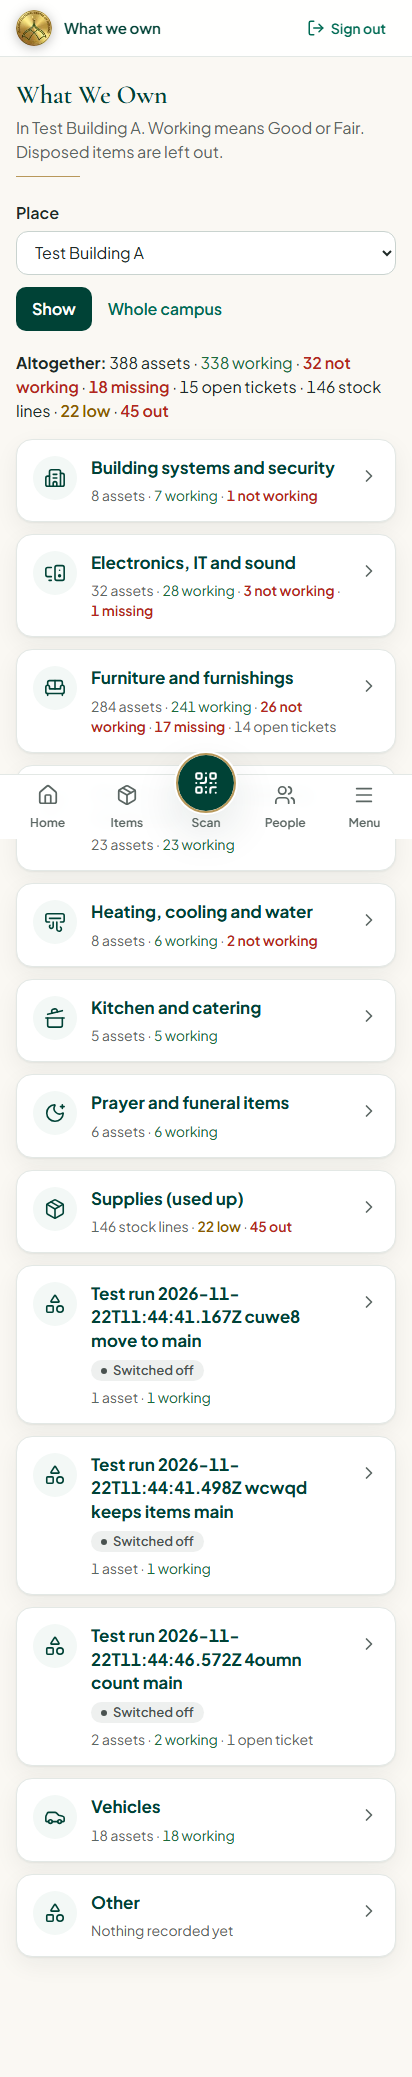 What we own
Sign out
What We Own
In Test Building A. Working means Good or Fair.
Disposed items are left out.
Place
Test Building A
Show
Whole campus
Altogether: 388 assets · 338 working · 32 not
working · 18 missing · 15 open tickets · 146 stock
lines · 22 low · 45 out
Building systems and security
8 assets · 7 working · 1 not working
Electronics, IT and sound
32 assets · 28 working · 3 not working ·
1 missing
Furniture and furnishings
284 assets · 241 working · 26 not
working · 17 missing · 14 open tickets
Home
Items
Scan
People
Menu
23 assets · 23 working
Heating, cooling and water
8 assets · 6 working · 2 not working
Kitchen and catering
5 assets · 5 working
Prayer and funeral items
6 assets · 6 working
Supplies (used up)
146 stock lines · 22 low · 45 out
Test run 2026-11-
22T11:44:41.167Z cuwe8
move to main
Switched off
1 asset · 1 working
Test run 2026-11-
22T11:44:41.498Z wcwqd
keeps items main
Switched off
1 asset · 1 working
Test run 2026-11-
22T11:44:46.572Z 4oumn
count main
Switched off
2 assets · 2 working · 1 open ticket
Vehicles
18 assets · 18 working
Other
Nothing recorded yet